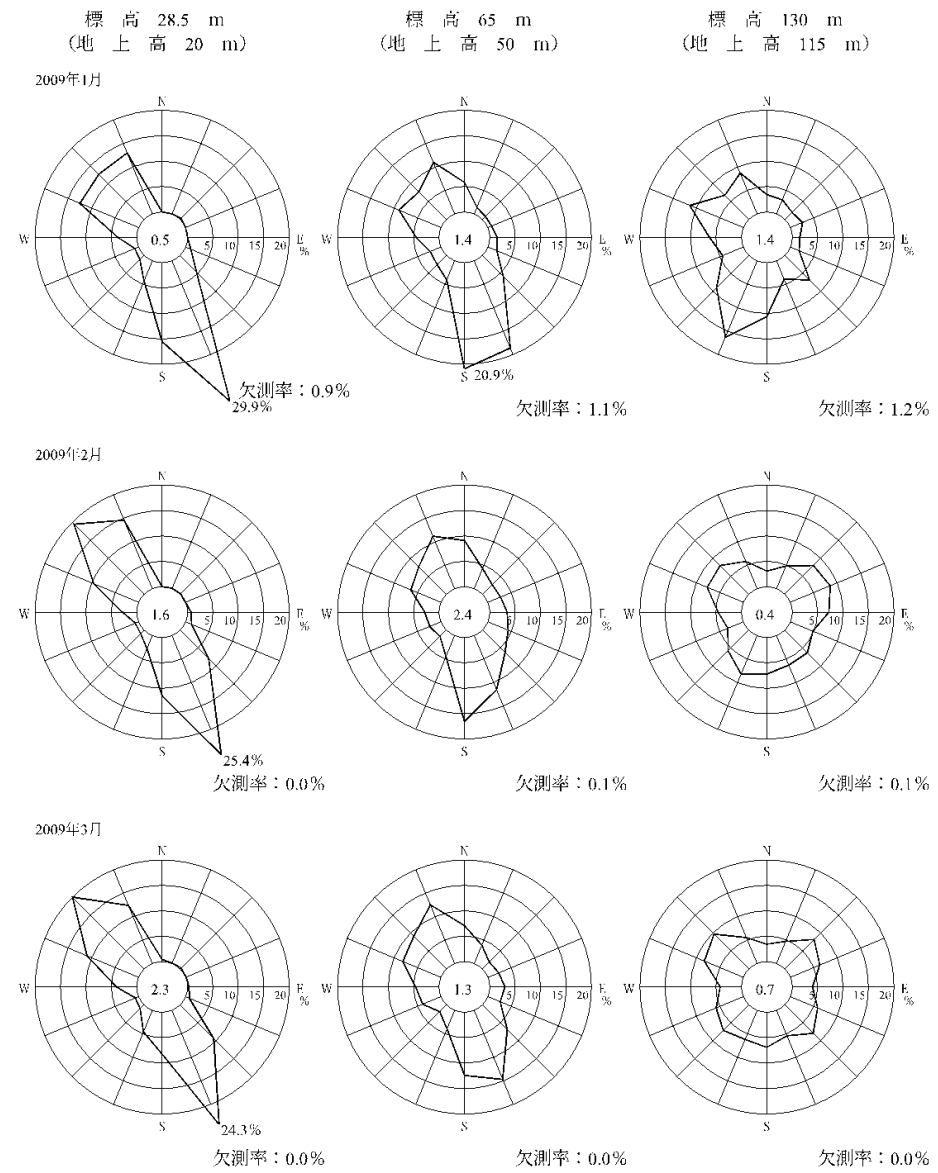 標 高 28.5 m
（地 上 高 20 m）
標 高 65 m
（地 上 高 50 m）
標 高 130 m
（地 上 高 115 m）
2009年1月
N
W
0.5
5 10 15 20 E
%
S
29.9%
欠測率：0.9%
N
W
1.4
5 10 15 20 E
%
S
20.9%
欠測率：1.1%
N
W
1.4
5 10 15 20 E
%
S
欠測率：1.2%
2009年2月
N
W
1.6
5 10 15 20 E
%
S
25.4%
欠測率：0.0%
N
W
2.4
5 10 15 20 E
%
S
欠測率：0.1%
N
W
0.4
5 10 15 20 E
%
S
欠測率：0.1%
2009年3月
N
W
2.3
5 10 15 20 E
%
S
24.3%
欠測率：0.0%
N
W
1.3
5 10 15 20 E
%
S
欠測率：0.0%
N
W
0.7
5 10 15 20 E
%
S
欠測率：0.0%